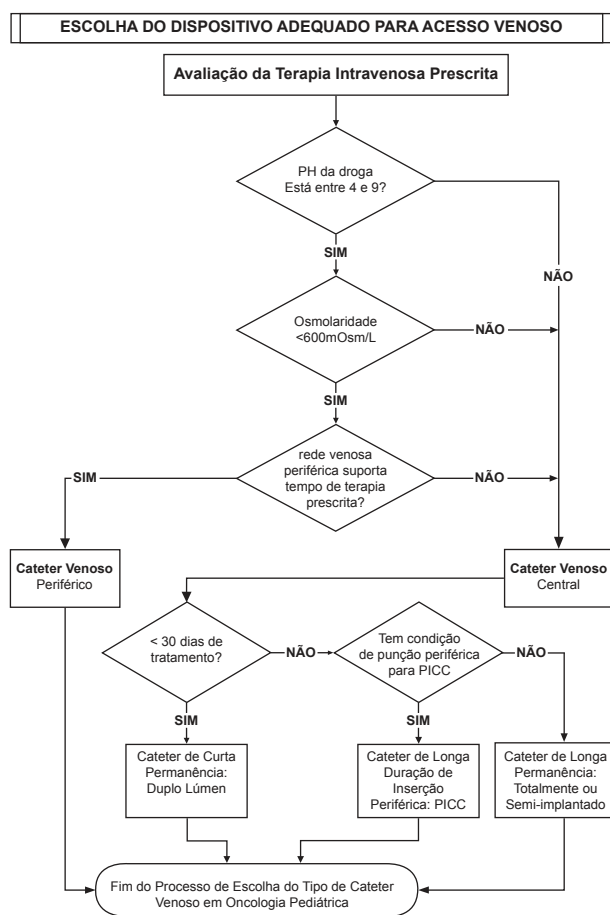 ESCOLHA DO DISPOSITIVO ADEQUADO PARA ACESSO VENOSO
Avaliação da Terapia Intravenosa Prescrita
PH da droga
Está entre 4 e 9?
SIM
NÃO
Osmolaridade
<600mOsm/L
NÃO
SIM
rede venosa
periférica suporta
tempo de terapia
prescrita?
SIM
NÃO
Cateter Venoso
Periférico
Cateter Venoso
Central
< 30 dias de
tratamento?
NÃO
Tem condição
de punção periférica
para PICC
NÃO
SIM
SIM
Cateter de Curta
Permanência:
Duplo Lúmen
Cateter de Longa
Duração de
Inserção
Periférica: PICC
Cateter de Longa
Permanência:
Totalmente ou
Semi-implantado
Fim do Processo de Escolha do Tipo de Cateter
Venoso em Oncologia Pediátrica